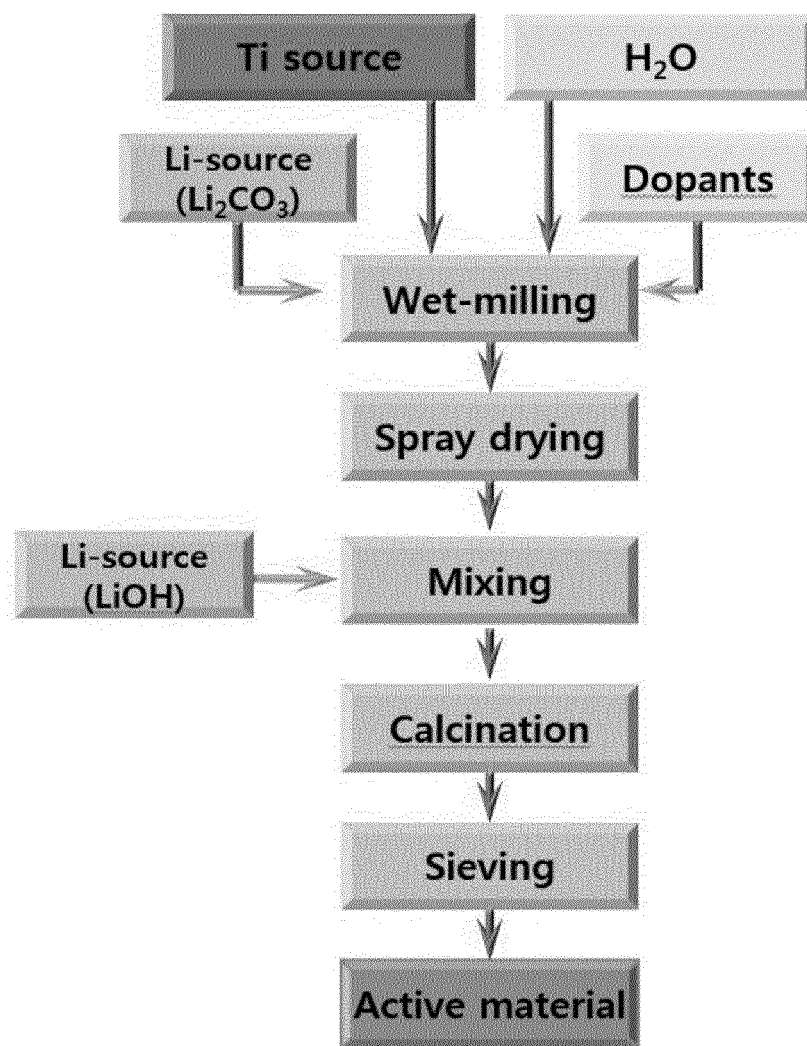 Ti source
H₂O
Li-source
(Li₂CO₃)
Dopants
Wet-milling
Spray drying
Li-source
(LiOH)
Mixing
Calcination
Sieving
Active material